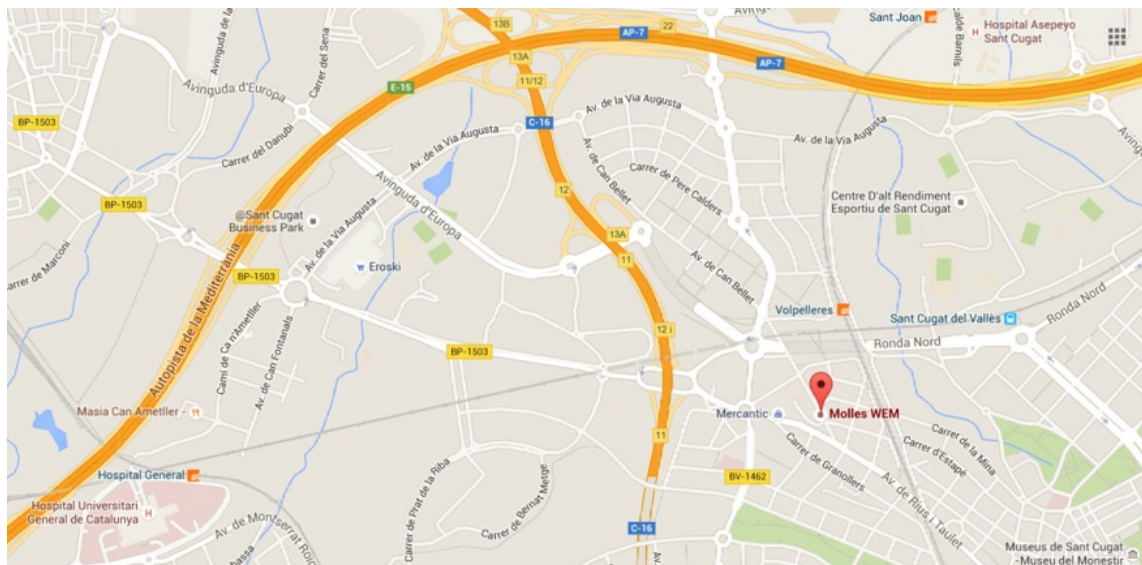 13B
22
Sant Joan
Hospital Asepeyo
Sant Cugat
AP-7
13A
AP-7
11/12
E-15
Avinguda d'Europa
Carrer del Sena
BP-1503
C-16
Av. de la Via Augusta
Av. de la Via Augusta
Av. de la Via Augusta
Carrer del Danubi
Av. de Can Bellet
Carrer de Pere Calders
12
BP-1503
Avinguda d'Europa
Centre D'alt Rendiment
Esportiu de Sant Cugat
@Sant Cugat
Business Park
Av. de la Via Augusta
13A
11
Carrer de Marconi
Autopista de la Mediterrània
Eroski
BP-1503
Av. de Can Bellet
Volpelleres
Sant Cugat del Vallès
Ronda Nord
Ronda Nord
12 i
BP-1503
Camí de Ca n'Ametller
Av. de Can Fontanals
Masia Can Ametller
Mercantic
Molles WEM
11
Carrer de la Mina
Carrer d'Estapé
Carrer de Granollers
Hospital General
Carrer de Prat de la Riba
Carrer de Bernat Metge
BV-1462
Av. de Rius i Taulet
Hospital Universitari
General de Catalunya
Av. de Montserrat Roig
C-16
Museus de Sant Cugat
-Museu del Monestir